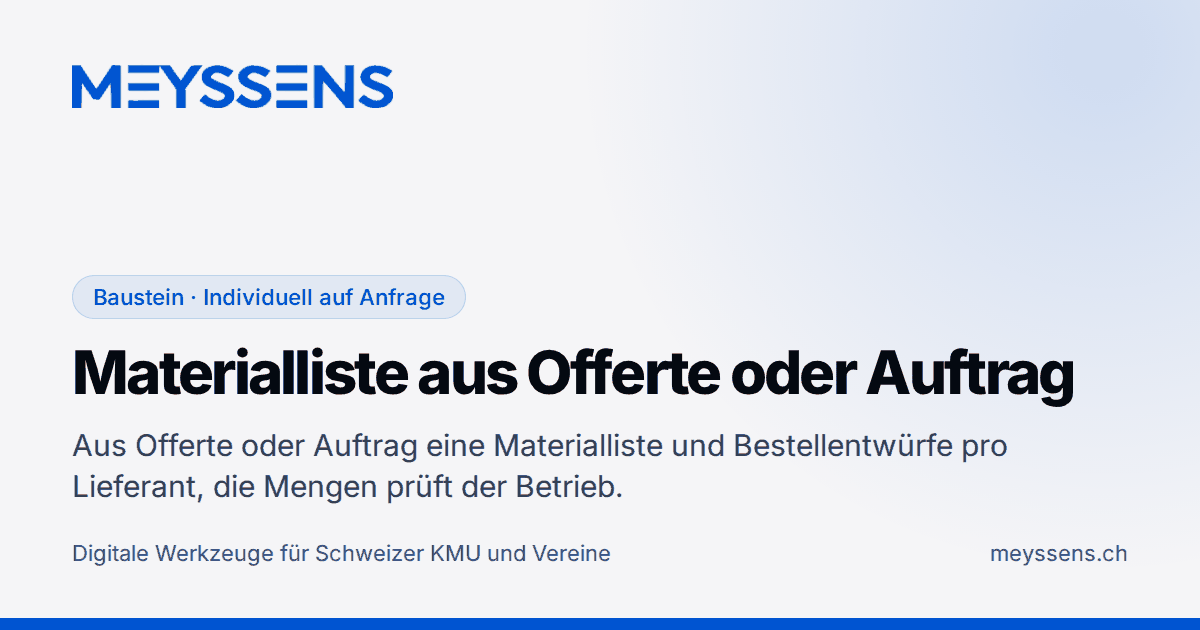 MEYSSENS
Baustein · Individuell auf Anfrage
Materialliste aus Offerte oder Auftrag
Aus Offerte oder Auftrag eine Materialliste und Bestellentwürfe pro
Lieferant, die Mengen prüft der Betrieb.
Digitale Werkzeuge für Schweizer KMU und Vereine
meyssens.ch